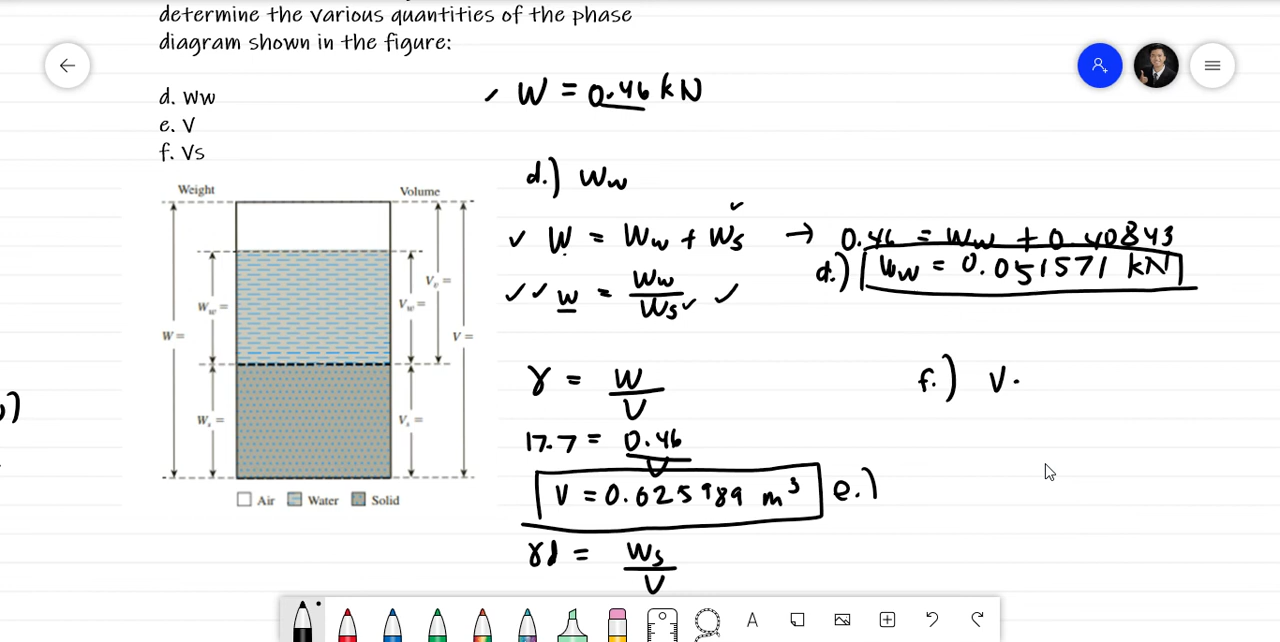 determine the various quantities of the phase
diagram shown in the figure:
d. Ww
e. V
f. Vs
W = 0.46 kN
d.) Ww
W = Ww + Ws → 0.46 = Ww + 0.40843
d.) Ww = 0.051571 kN
w = Ww / Ws
γ = W / V
17.7 = 0.46 / V
V = 0.025989 m³ e.)
γd = Ws / V
f.) V.
Weight Volume
Vv =
Ww = Vw =
W = V =
Ws = Vs =
Air Water Solid
A